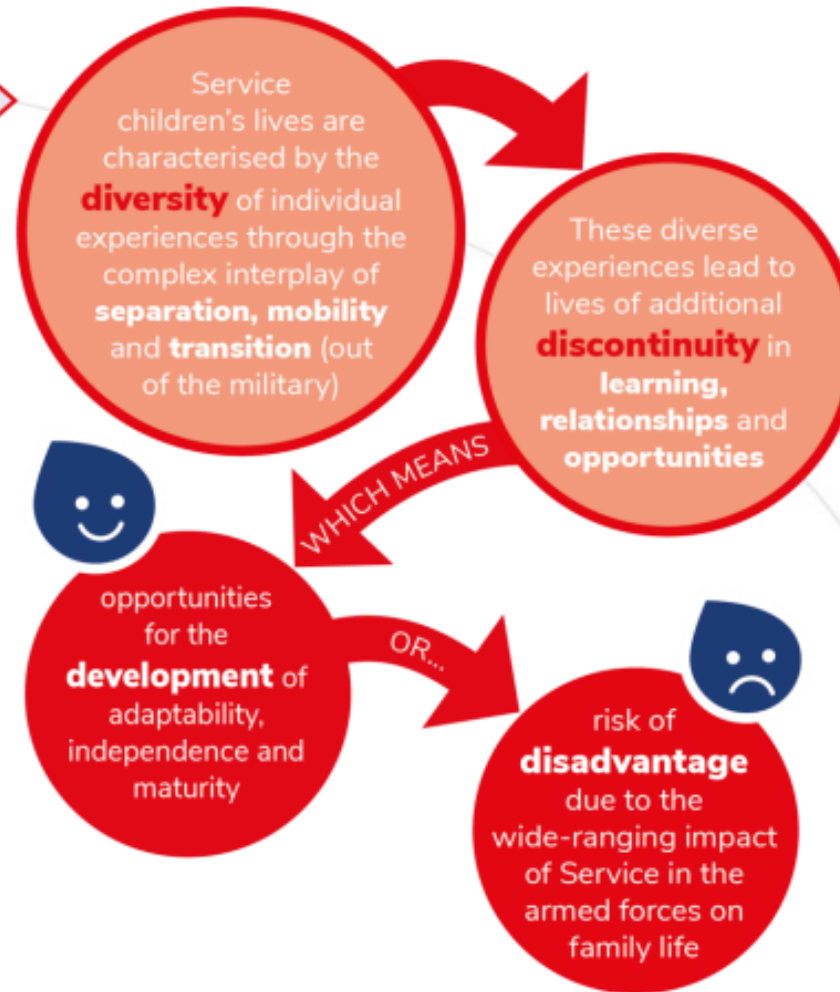 Service
children's lives are
characterised by the
diversity of individual
experiences through the
complex interplay of
separation, mobility
and transition (out
of the military)
These diverse
experiences lead to
lives of additional
discontinuity in
learning,
relationships and
opportunities
WHICH MEANS
opportunities
for the
development of
adaptability,
independence and
maturity
OR...
risk of
disadvantage
due to the
wide-ranging impact
of Service in the
armed forces on
family life